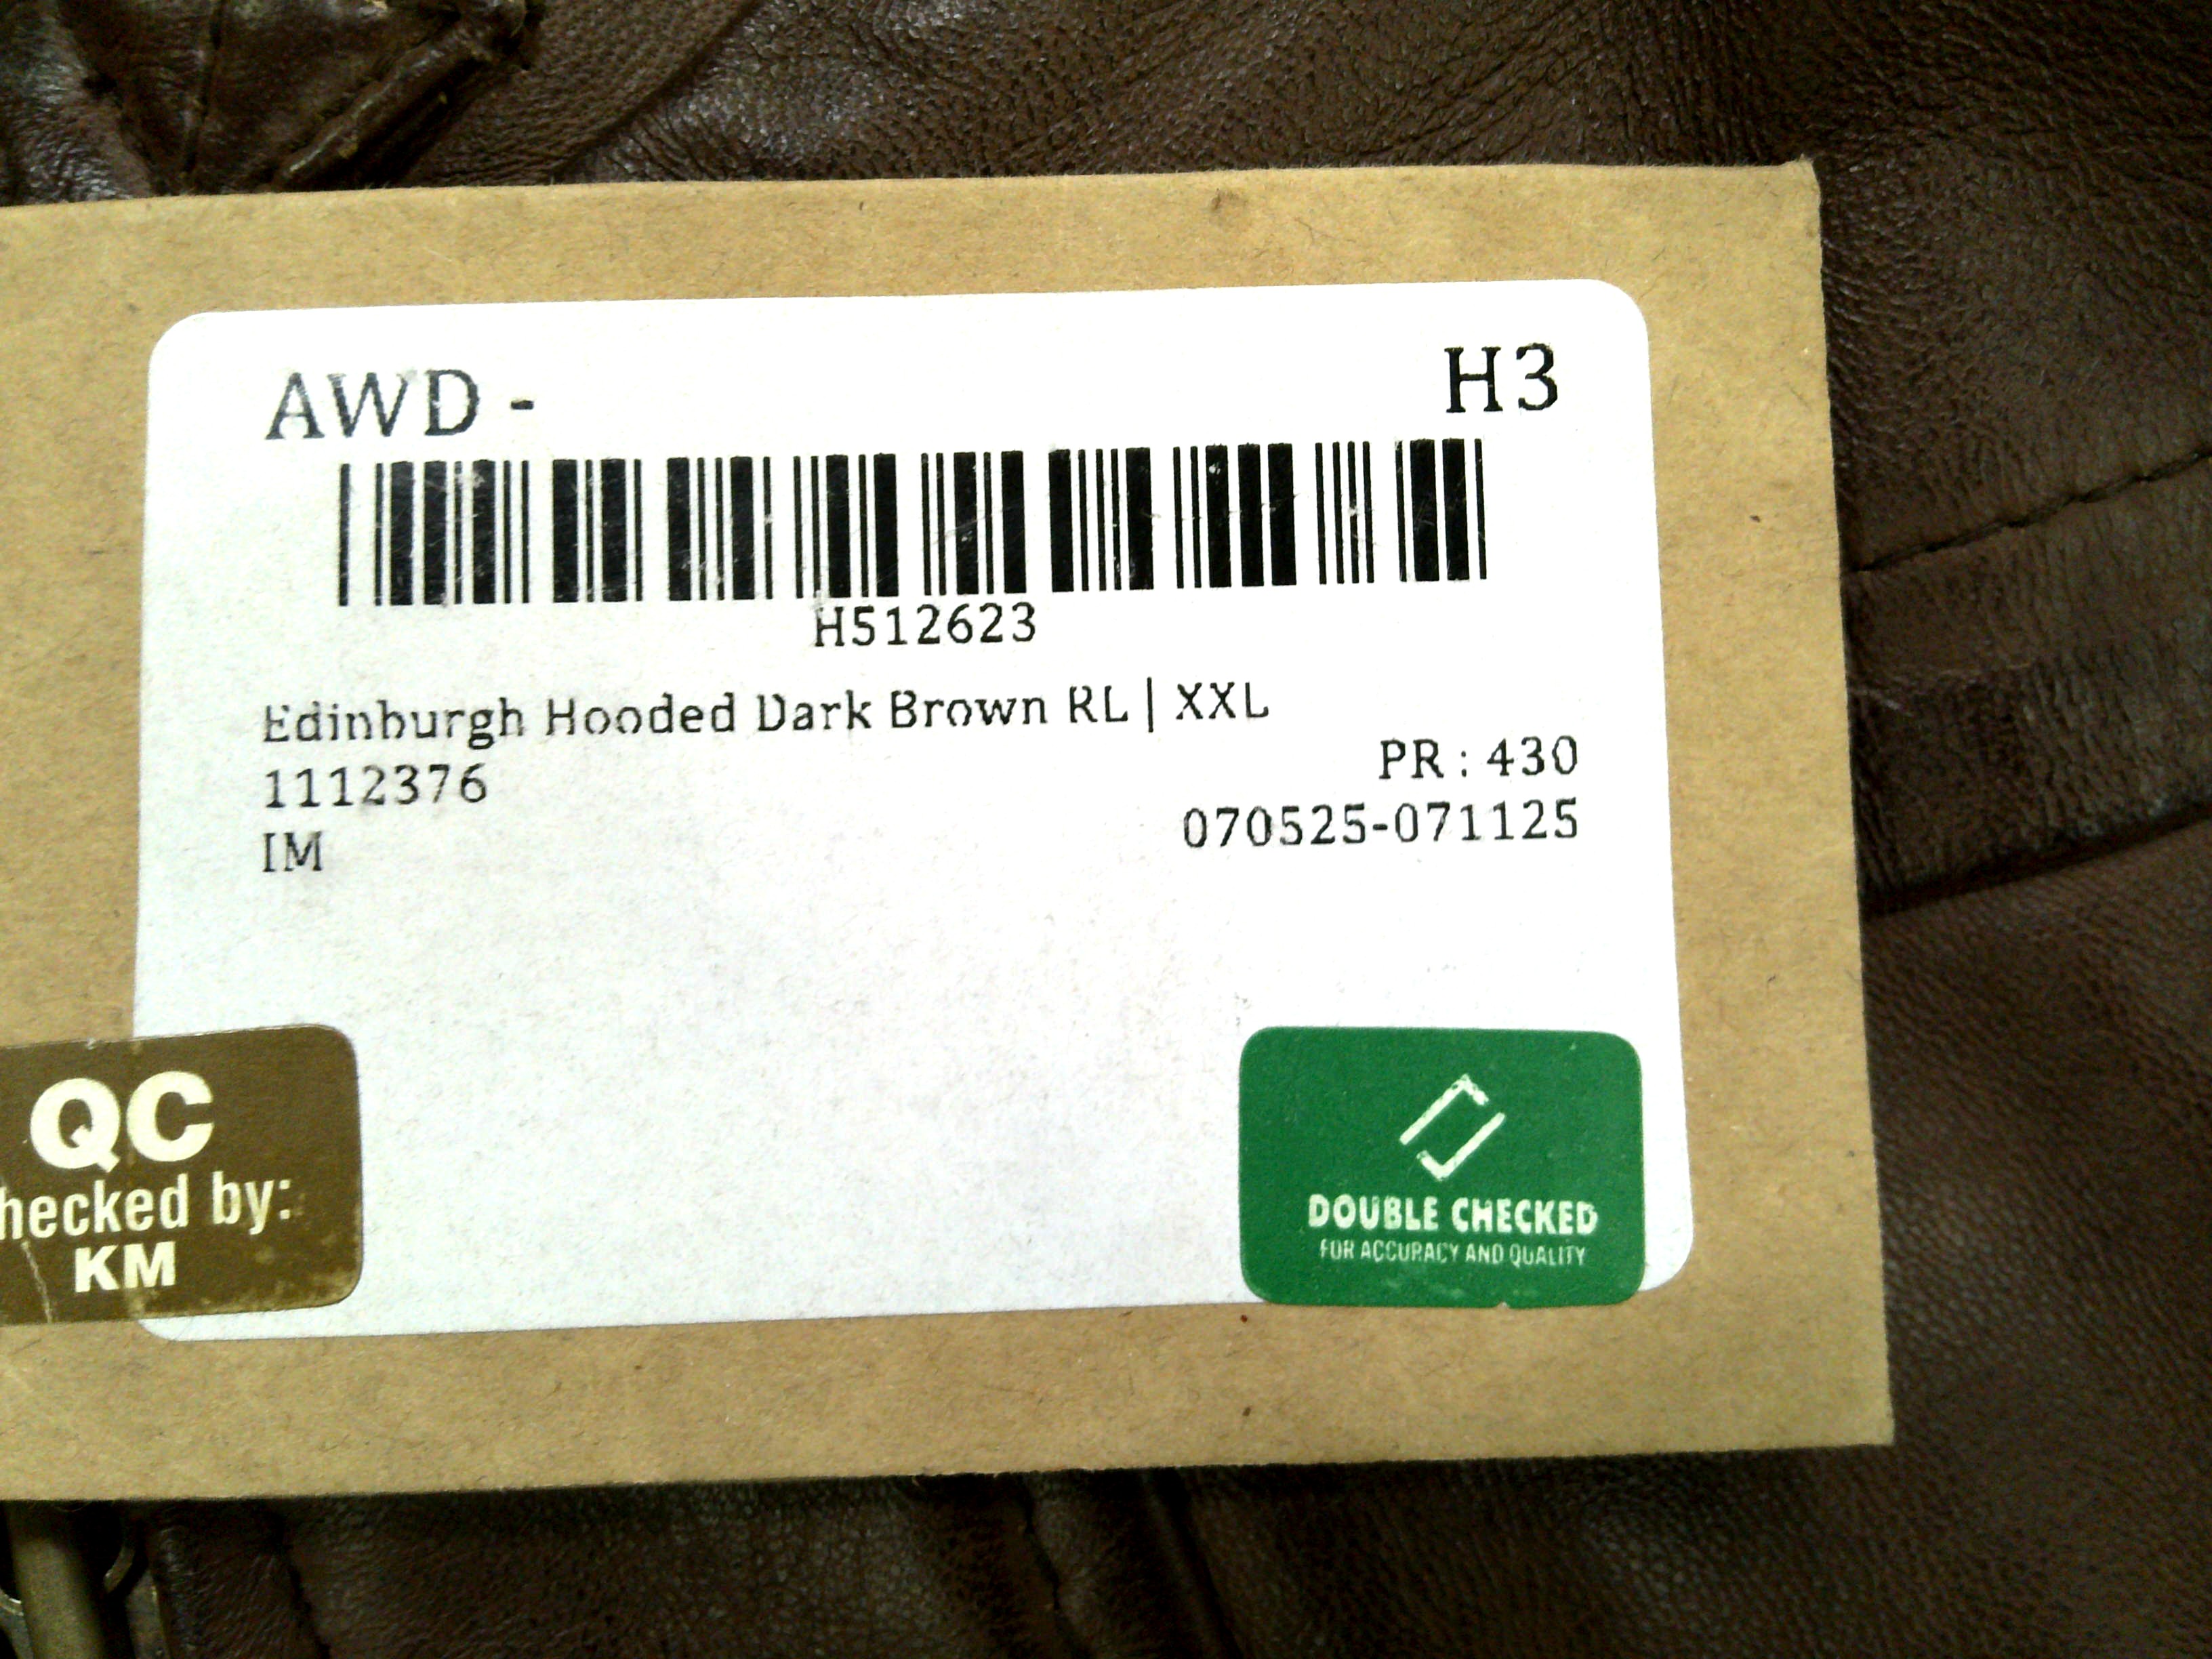 AWD - H3
H512623
Edinburgh Hooded Dark Brown RL | XXL
1112376 PR : 430
IM 070525-071125
QC
hecked by:
KM
DOUBLE CHECKED
FOR ACCURACY AND QUALITY